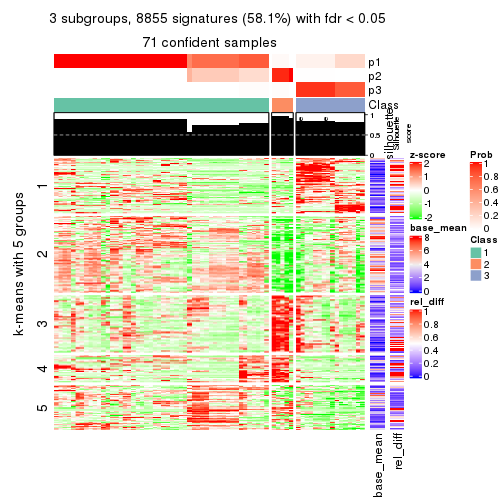 3 subgroups, 8855 signatures (58.1%) with fdr < 0.05
71 confident samples
p1
p2
p3
Class
1
0.5
0
silhouette
Silhouette
score
k-means with 5 groups
1
2
3
4
5
base_mean
rel_diff
z-score
2
1
0
-1
-2
base_mean
8
6
4
2
0
rel_diff
1
0.8
0.6
0.4
0.2
0
Prob
1
0.8
0.6
0.4
0.2
0
Class
1
2
3